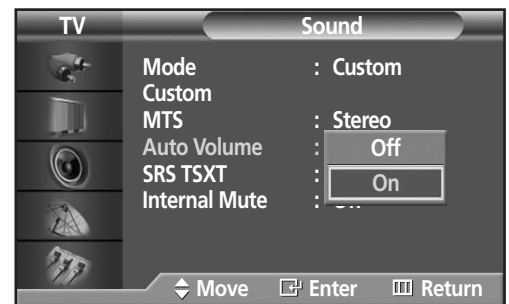 TV Sound
Mode : Custom
Custom
MTS : Stereo
Auto Volume : Off
SRS TSXT : On
Internal Mute :
Move Enter Return